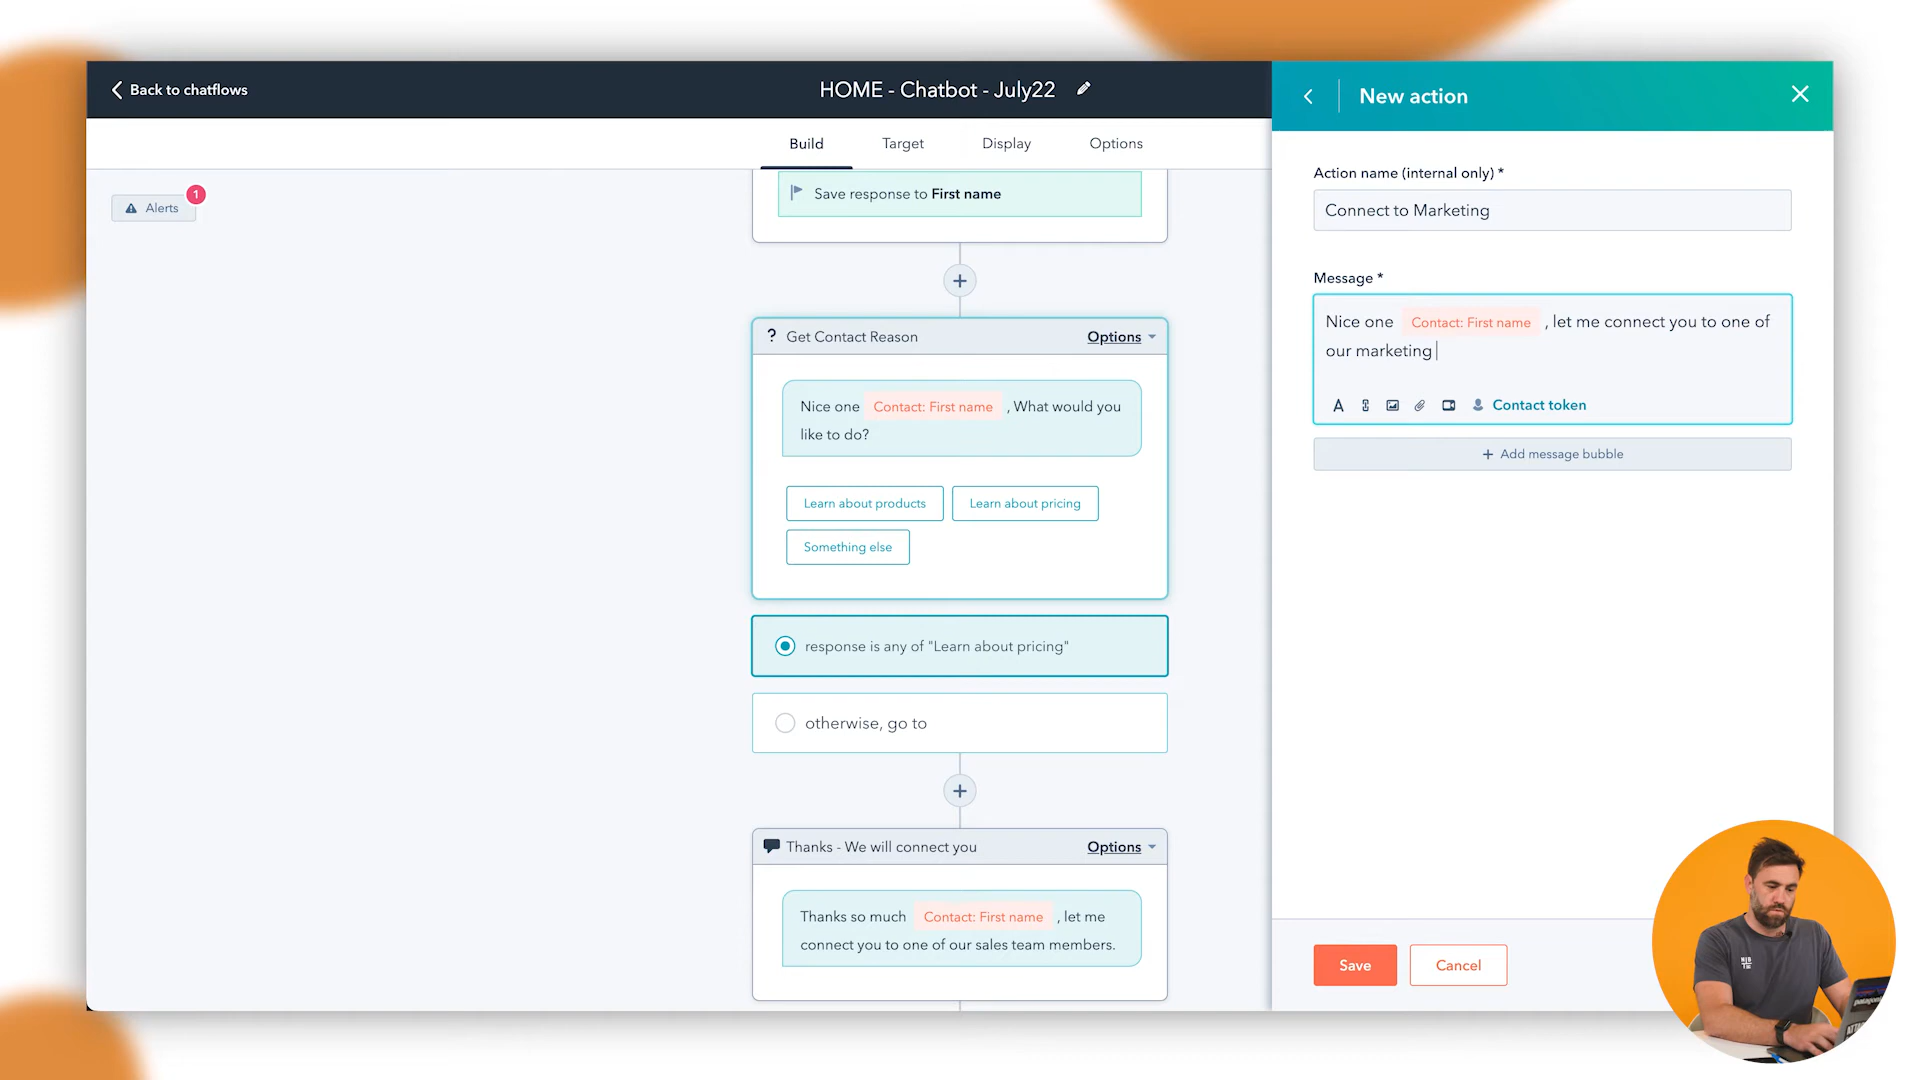 Back to chatflows
HOME - Chatbot - July22
Build
Target
Display
Options
Alerts
1
Save response to First name
Get Contact Reason
Options
Nice one Contact: First name , What would you
like to do?
Learn about products
Learn about pricing
Something else
response is any of "Learn about pricing"
otherwise, go to
Thanks - We will connect you
Options
Thanks so much Contact: First name , let me
connect you to one of our sales team members.
New action
Action name (internal only) *
Connect to Marketing
Message *
Nice one Contact: First name , let me connect you to one of
our marketing
Contact token
+ Add message bubble
Save
Cancel